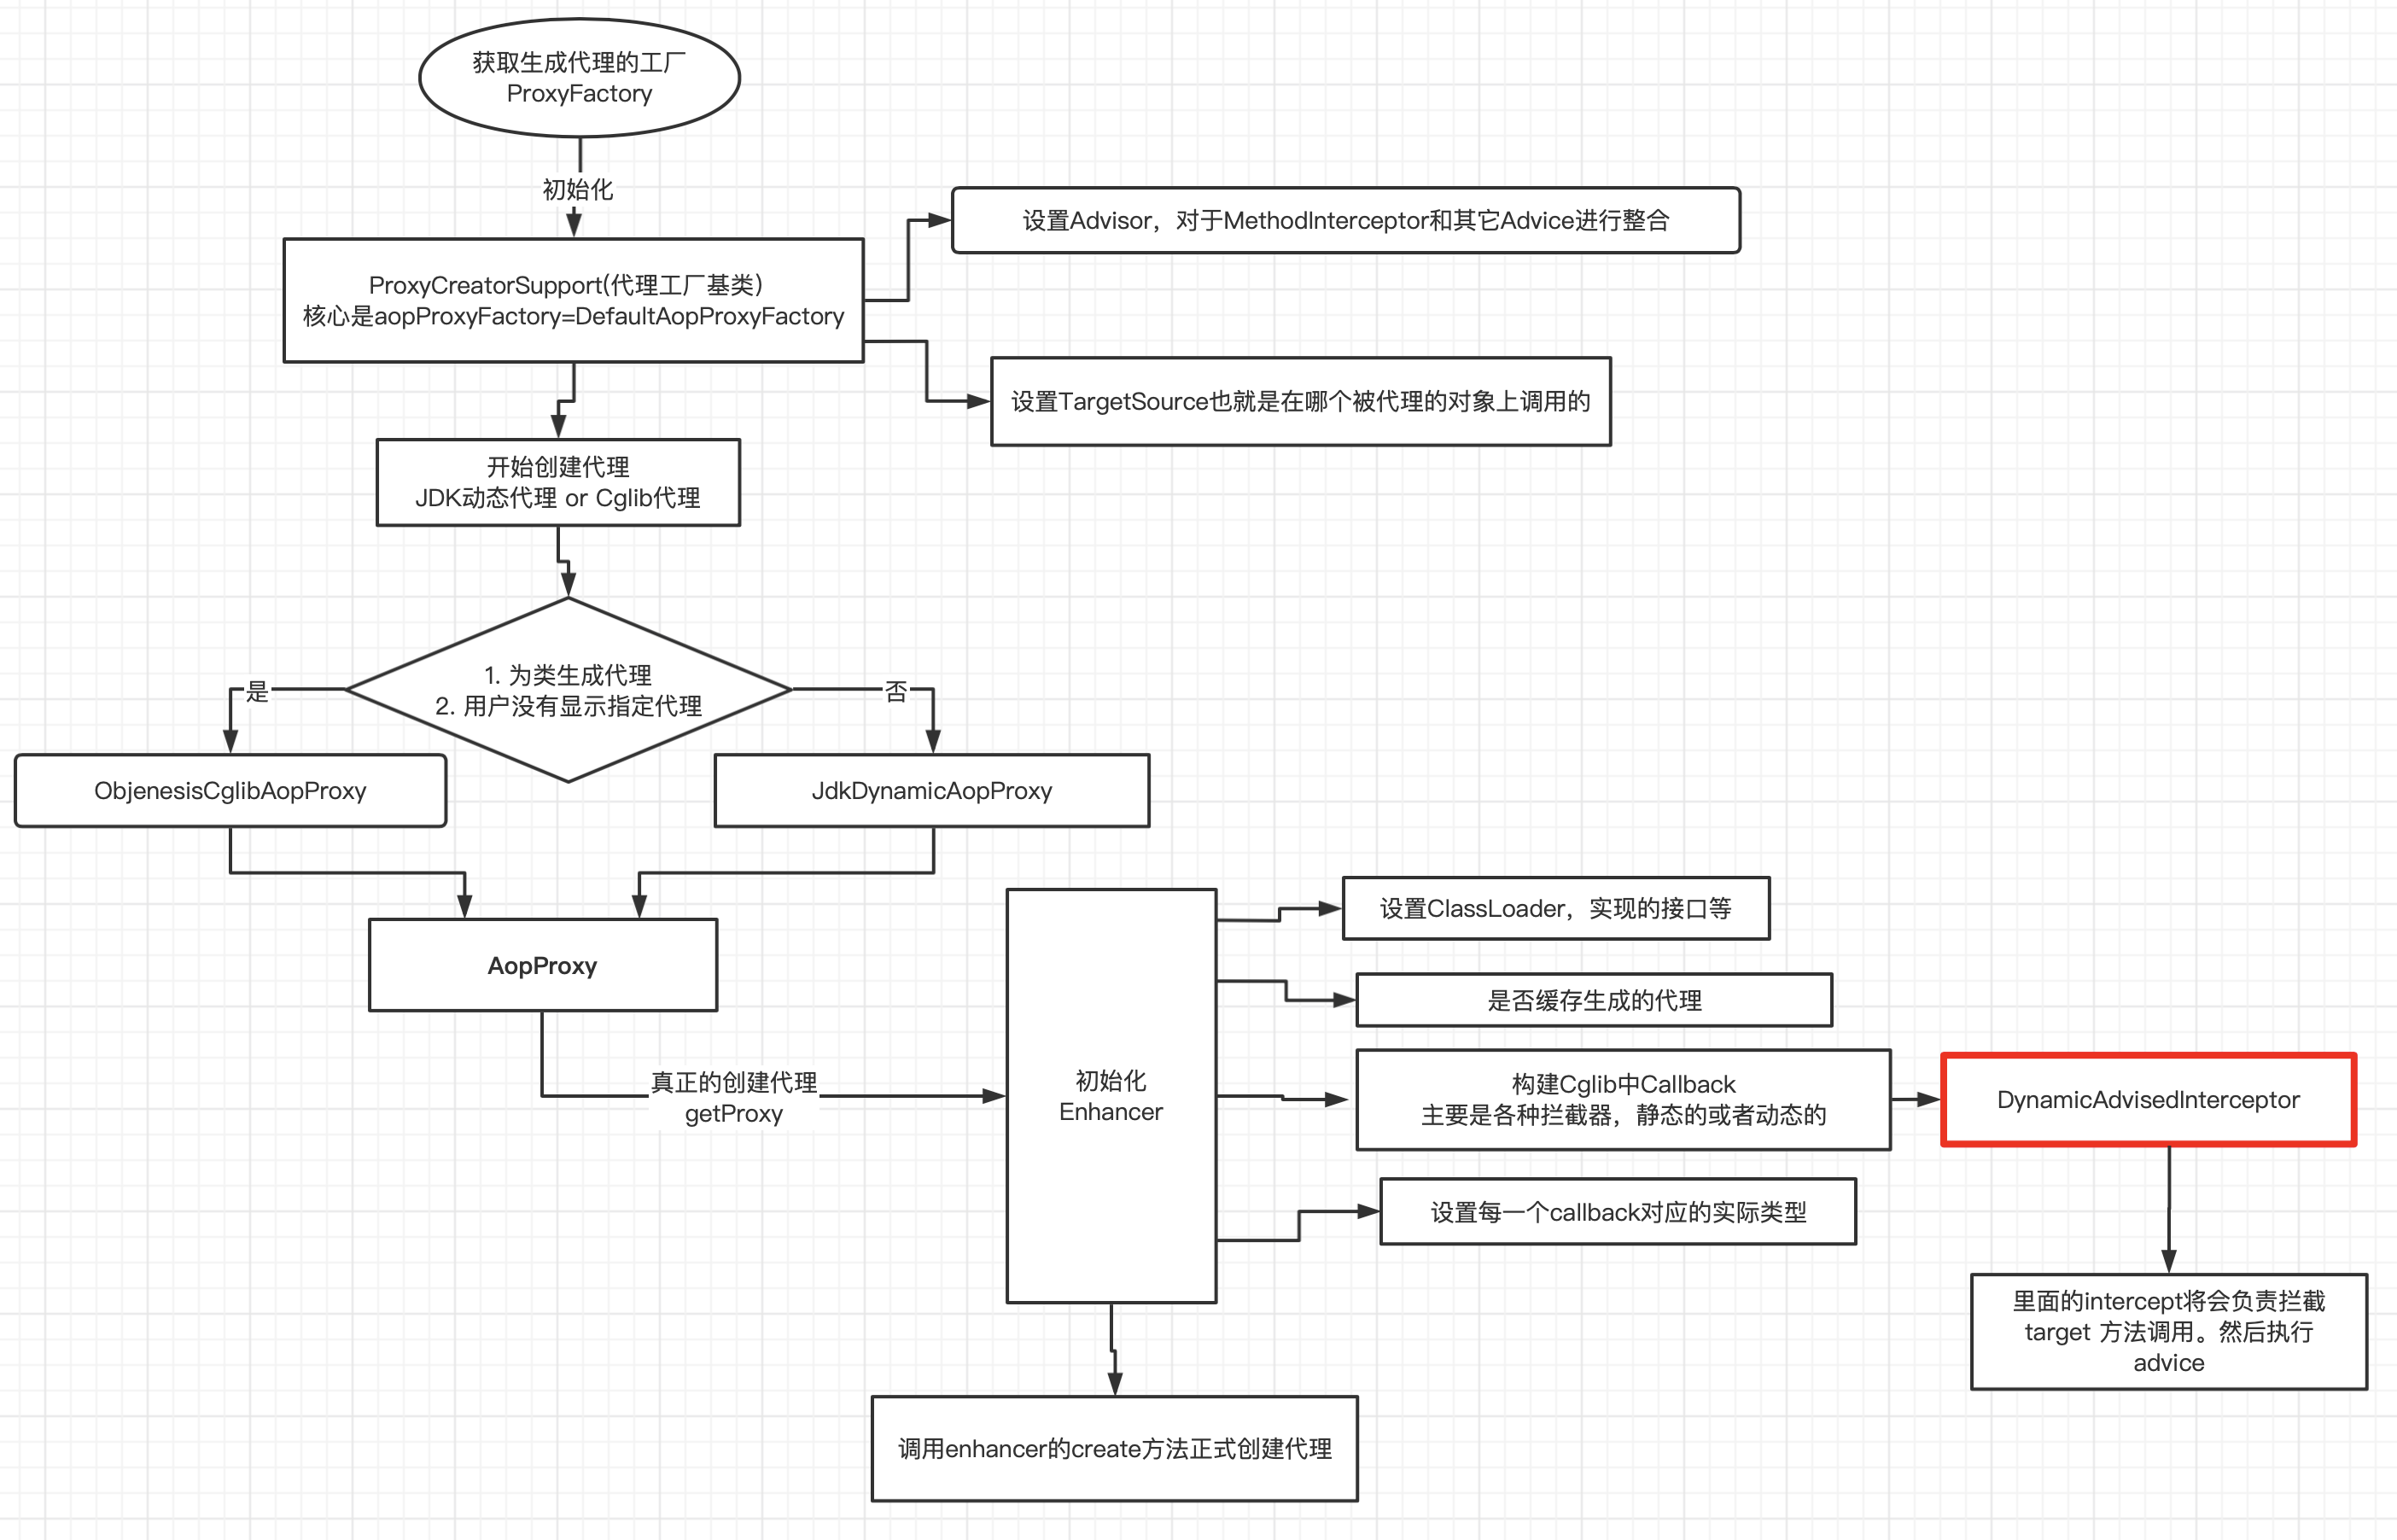 获取生成代理的工厂
ProxyFactory
初始化
设置Advisor，对于MethodInterceptor和其它Advice进行整合
ProxyCreatorSupport(代理工厂基类)
核心是aopProxyFactory=DefaultAopProxyFactory
设置TargetSource也就是在哪个被代理的对象上调用的
开始创建代理
JDK动态代理 or Cglib代理
1. 为类生成代理
2. 用户没有显示指定代理
是
否
ObjenesisCglibAopProxy
JdkDynamicAopProxy
AopProxy
真正的创建代理
getProxy
初始化
Enhancer
设置ClassLoader，实现的接口等
是否缓存生成的代理
构建Cglib中Callback
主要是各种拦截器，静态的或者动态的
DynamicAdvisedInterceptor
设置每一个callback对应的实际类型
里面的intercept将会负责拦截
target 方法调用。然后执行
advice
调用enhancer的create方法正式创建代理